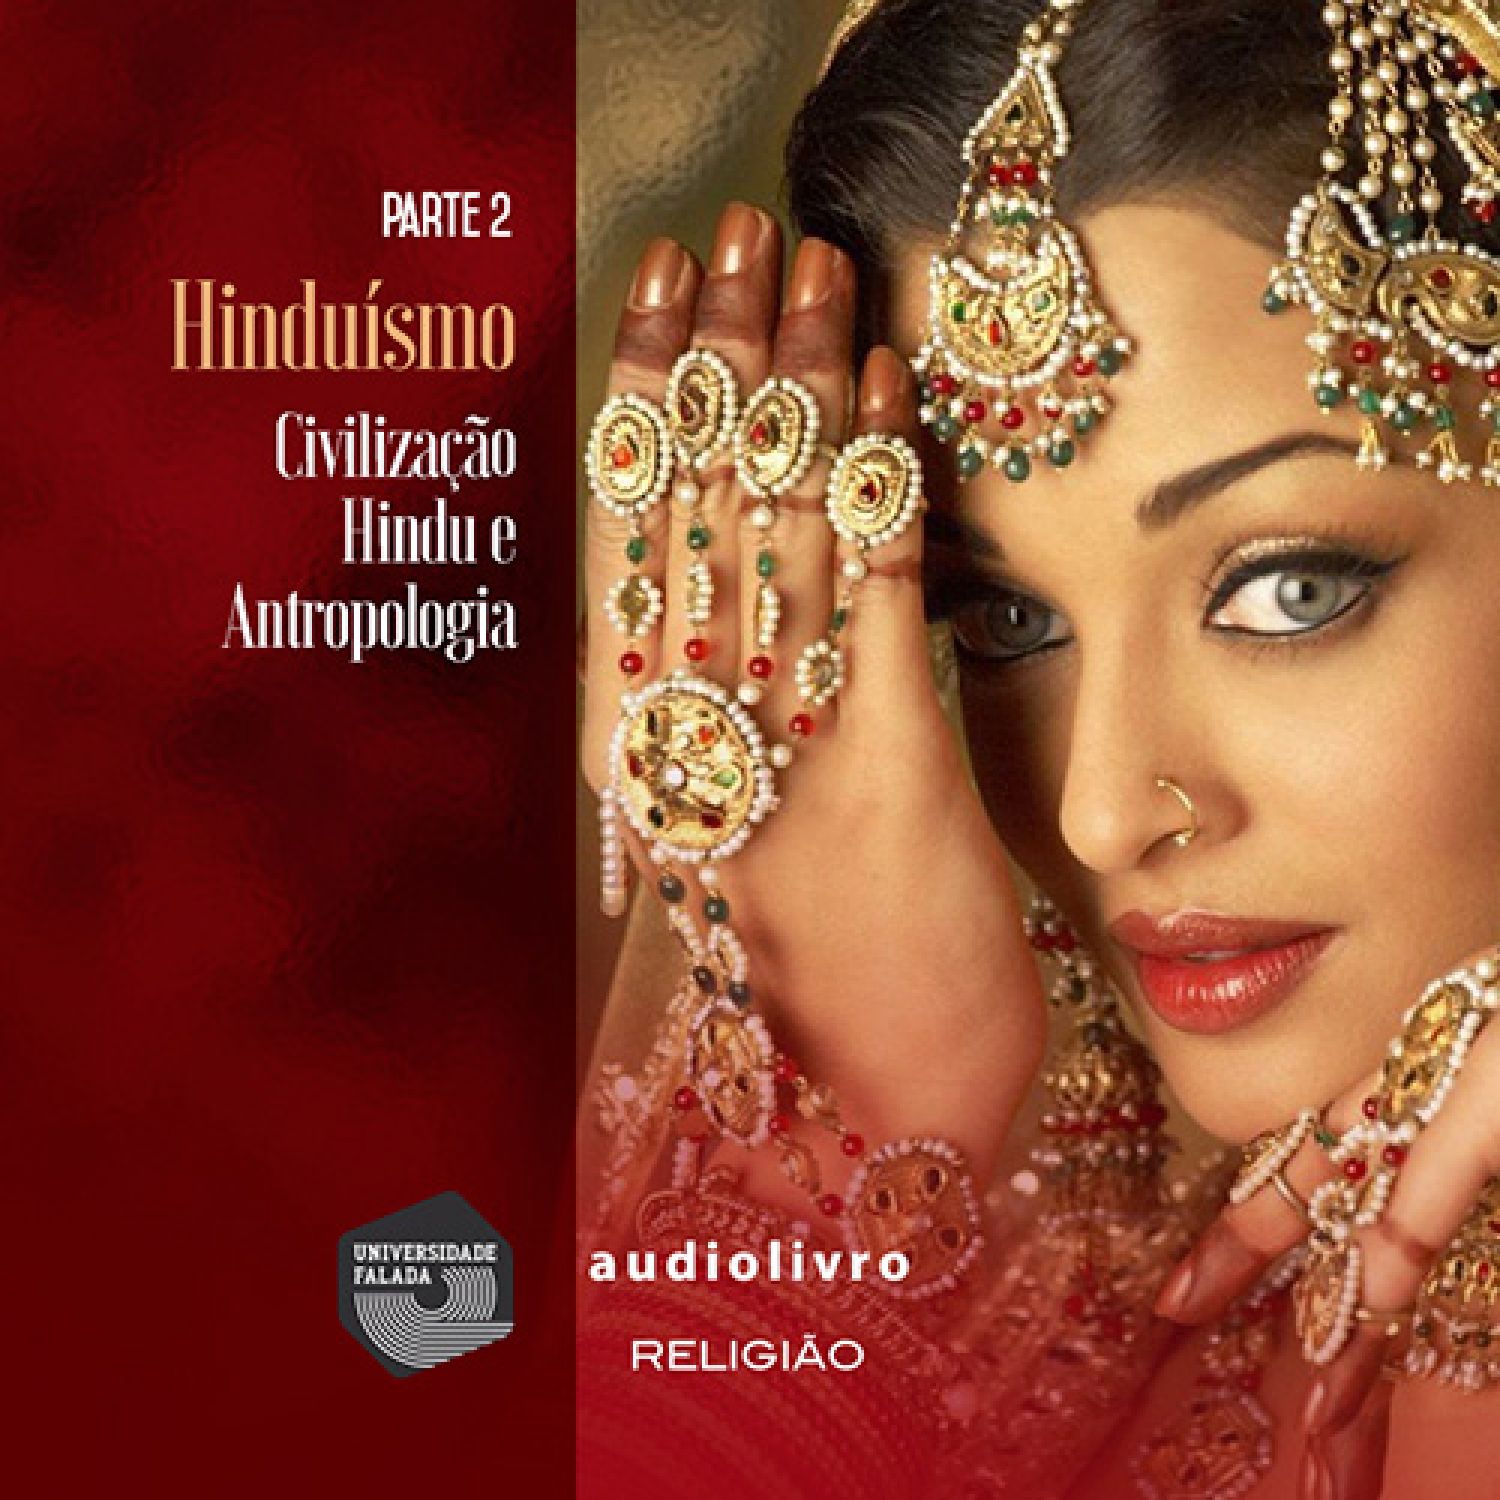 PARTE 2
Hinduísmo
Civilização
Hindu e
Antropologia
UNIVERSIDADE
FALADA
audiolivro
RELIGIÃO